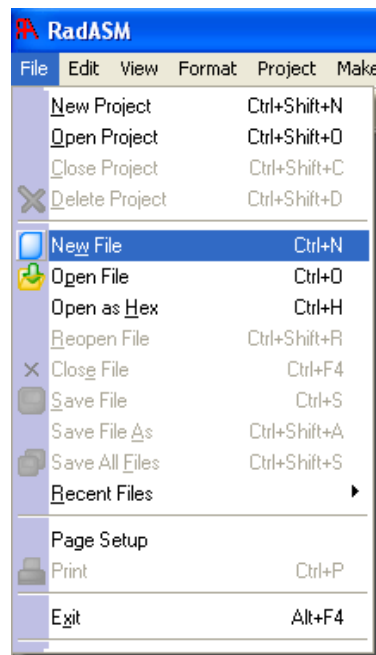 RadASM
File Edit View Format Project Make
New Project Ctrl+Shift+N
Open Project Ctrl+Shift+O
Close Project Ctrl+Shift+C
Delete Project Ctrl+Shift+D
New File Ctrl+N
Open File Ctrl+O
Open as Hex Ctrl+H
Reopen File Ctrl+Shift+R
Close File Ctrl+F4
Save File Ctrl+S
Save File As Ctrl+Shift+A
Save All Files Ctrl+Shift+S
Recent Files
Page Setup
Print Ctrl+P
Exit Alt+F4